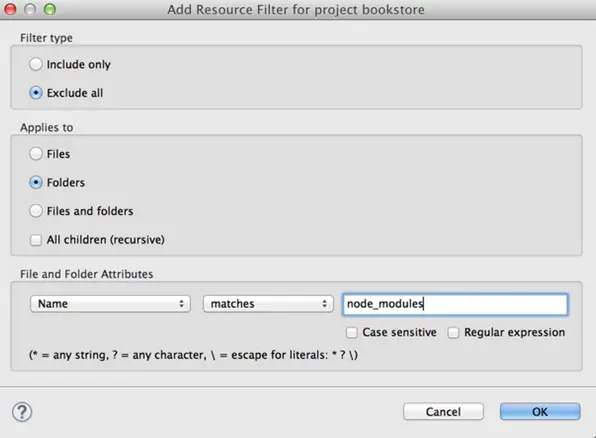 Add Resource Filter for project bookstore
Filter type
Include only
Exclude all
Applies to
Files
Folders
Files and folders
All children (recursive)
File and Folder Attributes
Name matches node_modules
Case sensitive Regular expression
(* = any string, ? = any character, \ = escape for literals: * ? \)
? Cancel OK